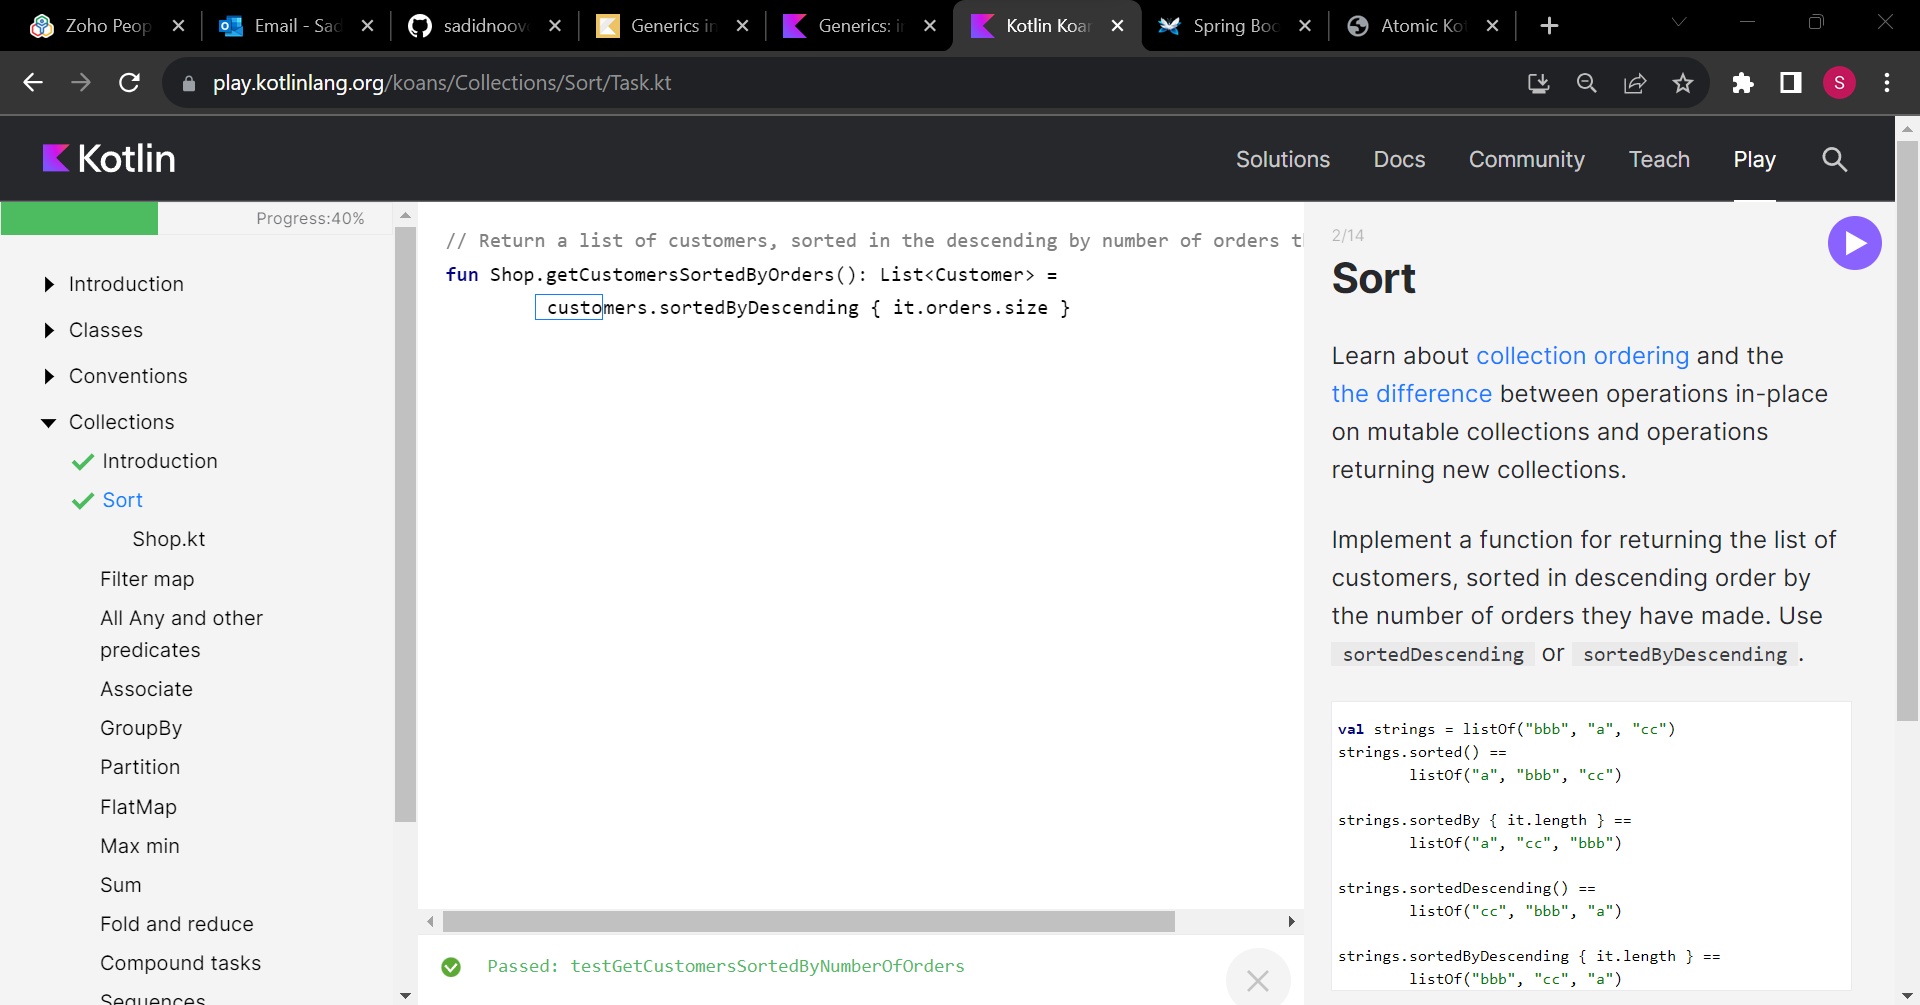 Zoho Peop
Email - Sad
sadidnoov
Generics in
Generics: i
Kotlin Koan
Spring Boo
Atomic Kot
play.kotlinlang.org/koans/Collections/Sort/Task.kt
S
Kotlin
Solutions
Docs
Community
Teach
Play
Progress:40%
Introduction
Classes
Conventions
Collections
Introduction
Sort
Shop.kt
Filter map
All Any and other
predicates
Associate
GroupBy
Partition
FlatMap
Max min
Sum
Fold and reduce
Compound tasks
Sequences
// Return a list of customers, sorted in the descending by number of orders t
fun Shop.getCustomersSortedByOrders(): List<Customer> =
customers.sortedByDescending { it.orders.size }
Passed: testGetCustomersSortedByNumberOfOrders
2/14
Sort
Learn about collection ordering and the
the difference between operations in-place
on mutable collections and operations
returning new collections.
Implement a function for returning the list of
customers, sorted in descending order by
the number of orders they have made. Use
sortedDescending or sortedByDescending .
val strings = listOf("bbb", "a", "cc")
strings.sorted() ==
listOf("a", "bbb", "cc")
strings.sortedBy { it.length } ==
listOf("a", "cc", "bbb")
strings.sortedDescending() ==
listOf("cc", "bbb", "a")
strings.sortedByDescending { it.length } ==
listOf("bbb", "cc", "a")